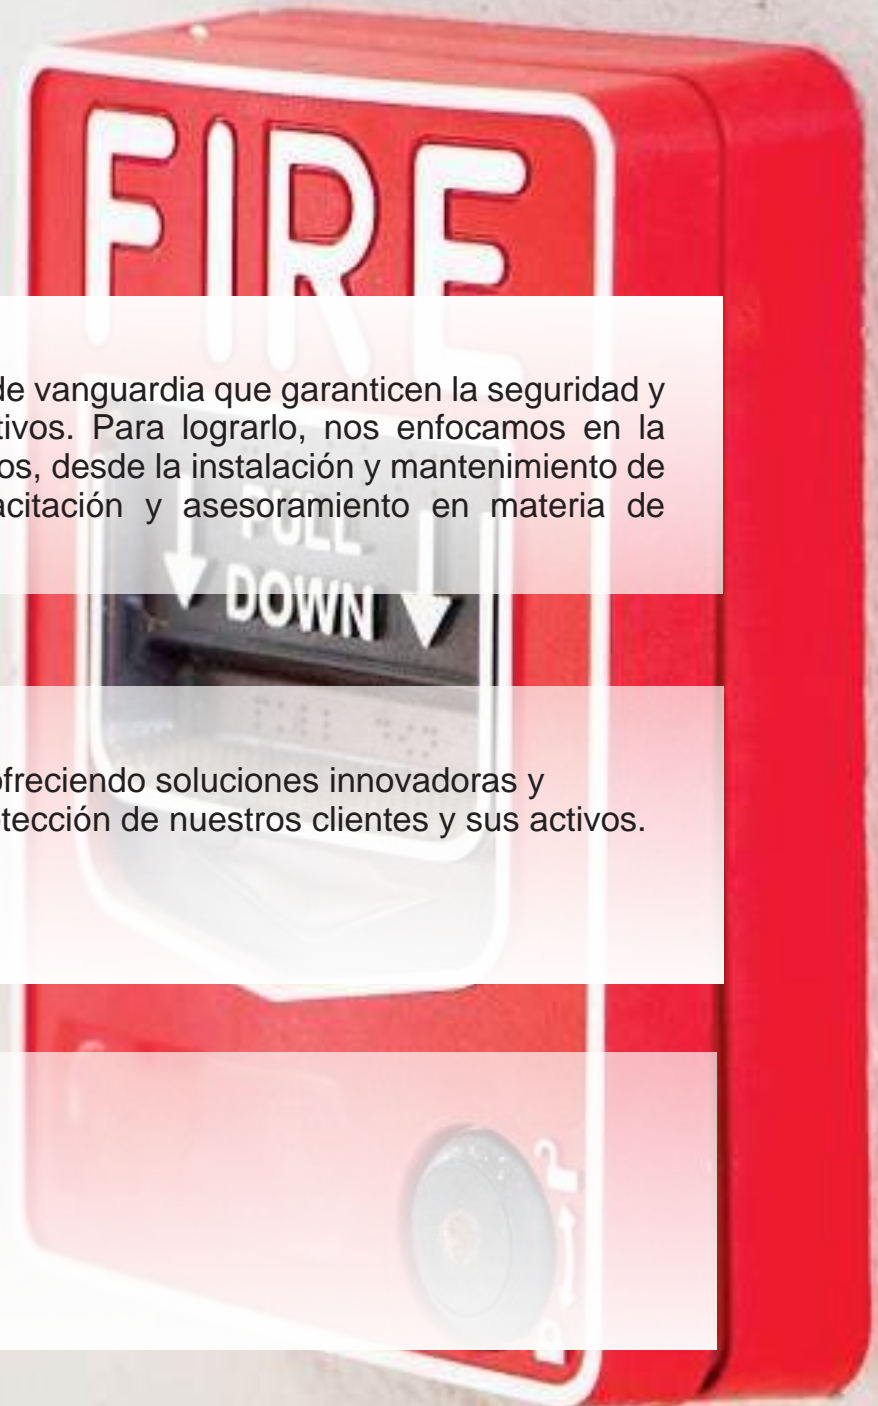 FIRE
de vanguardia que garanticen la seguridad y
tivos. Para lograrlo, nos enfocamos en la
os, desde la instalación y mantenimiento de
acitación y asesoramiento en materia de
PULL
DOWN
ofreciendo soluciones innovadoras y
tección de nuestros clientes y sus activos.